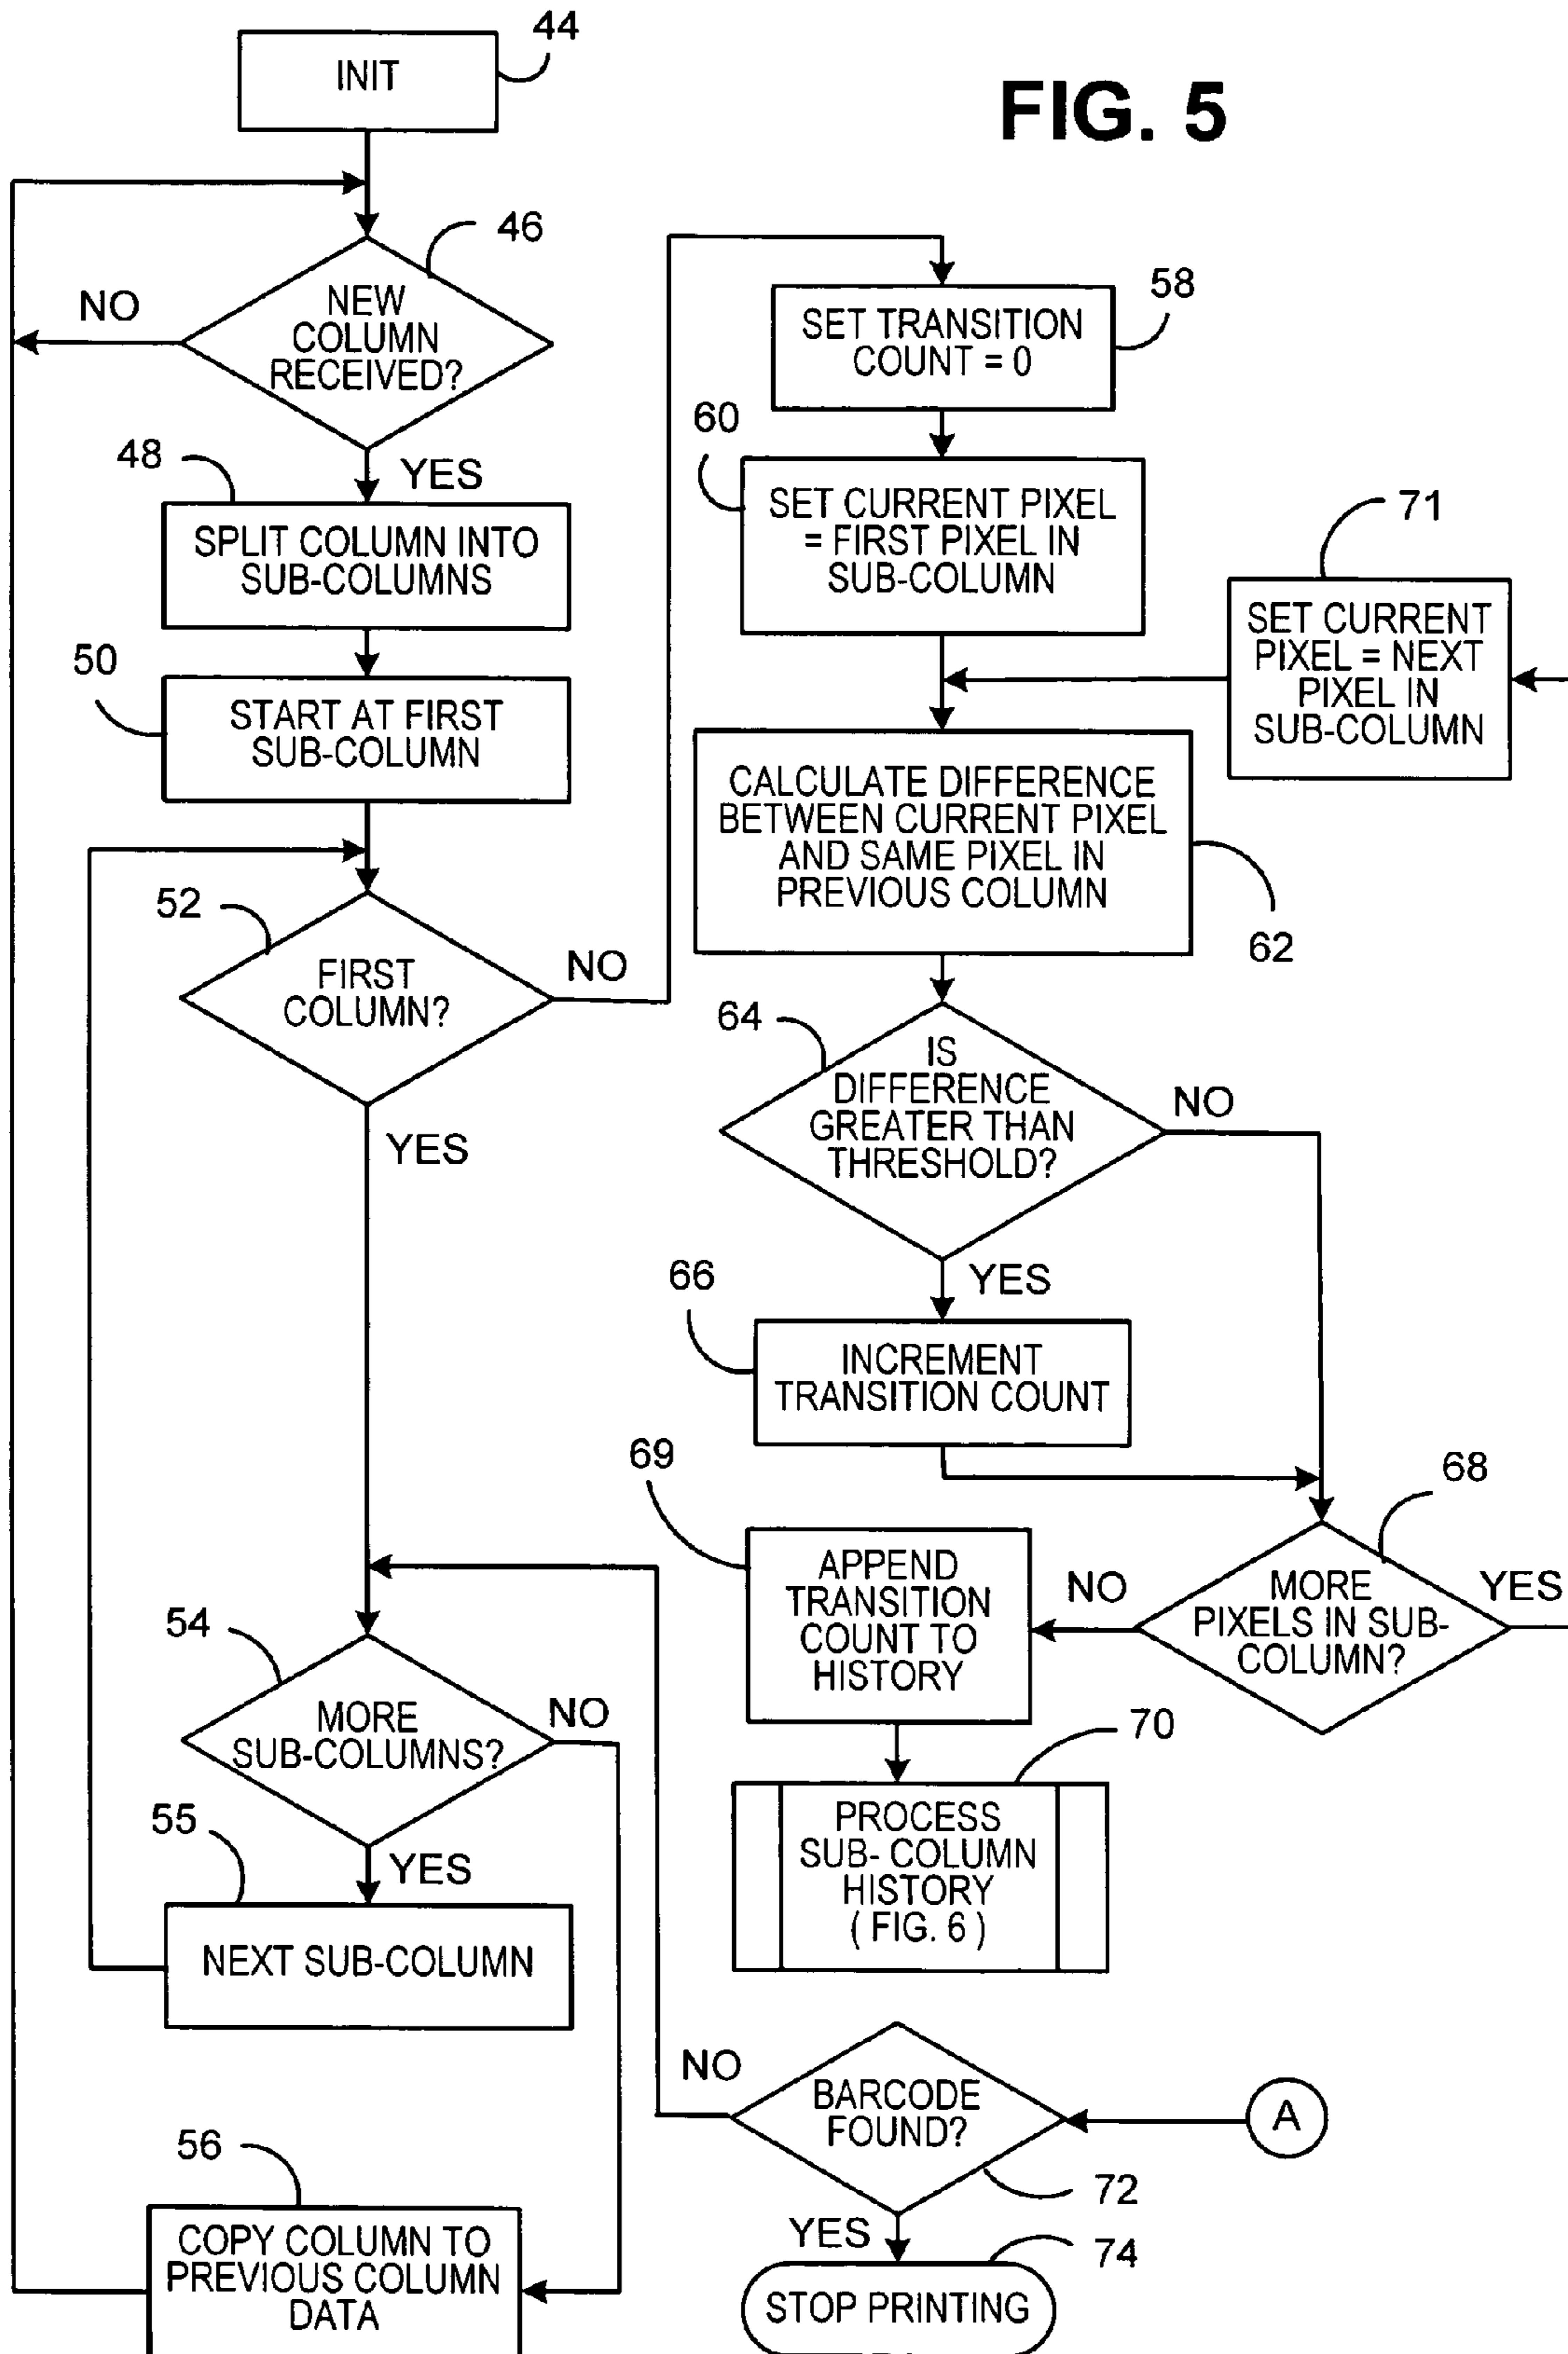 FIG. 5
44
INIT
46
NEW
COLUMN
RECEIVED?
NO
YES
48
SPLIT COLUMN INTO
SUB-COLUMNS
50
START AT FIRST
SUB-COLUMN
52
FIRST
COLUMN?
NO
YES
54
MORE
SUB-COLUMNS?
NO
YES
55
NEXT SUB-COLUMN
56
COPY COLUMN TO
PREVIOUS COLUMN
DATA
58
SET TRANSITION
COUNT = 0
60
SET CURRENT PIXEL
= FIRST PIXEL IN
SUB-COLUMN
71
SET CURRENT
PIXEL = NEXT
PIXEL IN
SUB-COLUMN
CALCULATE DIFFERENCE
BETWEEN CURRENT PIXEL
AND SAME PIXEL IN
PREVIOUS COLUMN
62
64
IS
DIFFERENCE
GREATER THAN
THRESHOLD?
NO
YES
66
INCREMENT
TRANSITION COUNT
68
MORE
PIXELS IN SUB-
COLUMN?
YES
NO
69
APPEND
TRANSITION
COUNT TO
HISTORY
70
PROCESS
SUB- COLUMN
HISTORY
( FIG. 6 )
A
BARCODE
FOUND?
72
NO
YES
74
STOP PRINTING